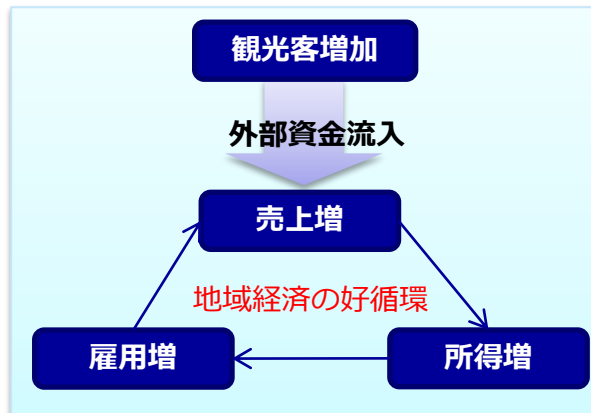 観光客増加
外部資金流入
売上増
地域経済の好循環
雇用増
所得増